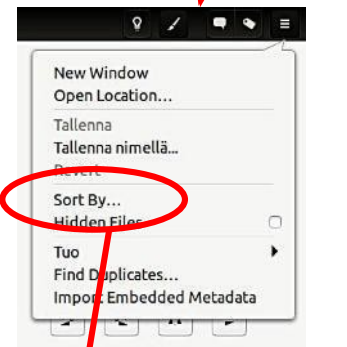 New Window
Open Location...
Tallenna
Tallenna nimellä...
Revert
Sort By...
Hidden Files
Tuo
Find Duplicates...
Import Embedded Metadata